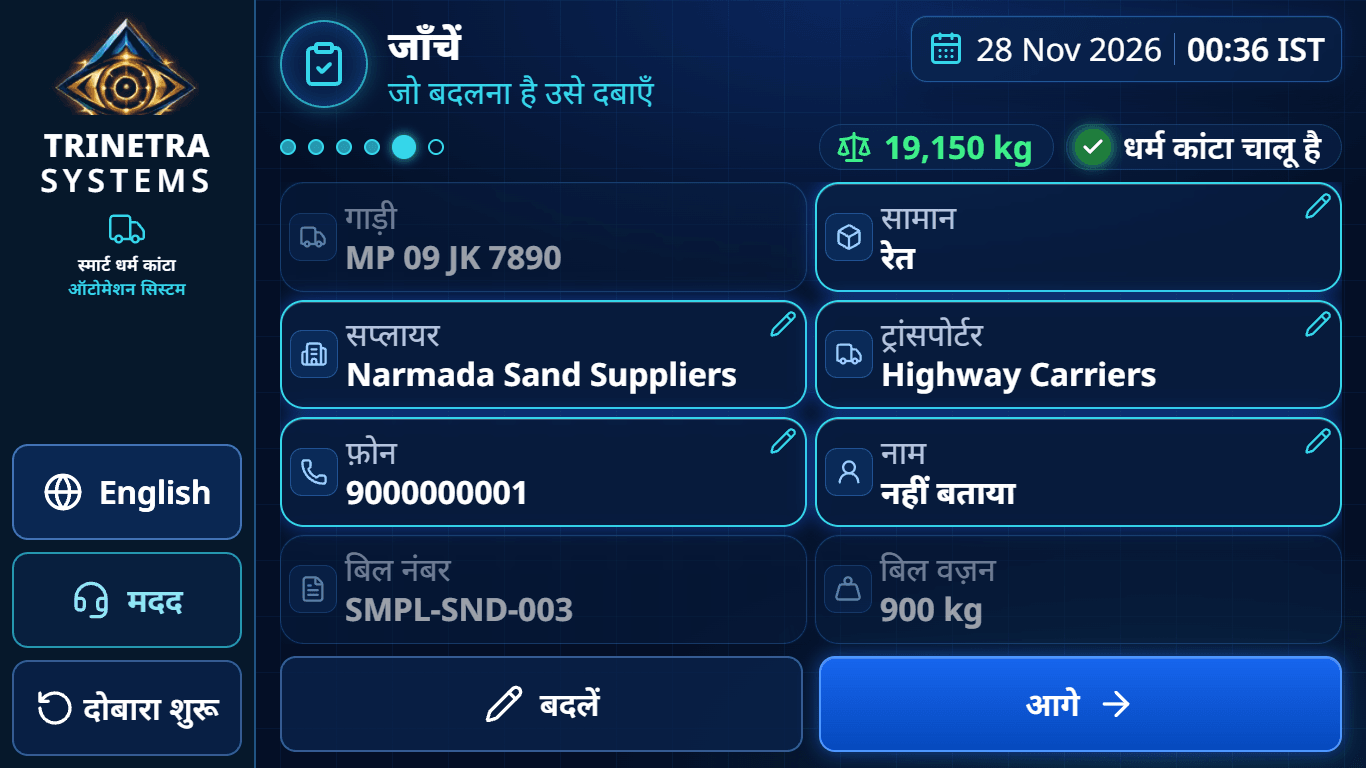 TRINETRA
SYSTEMS
स्मार्ट धर्म कांटा
ऑटोमेशन सिस्टम
English
मदद
दोबारा शुरू
जाँचें
जो बदलना है उसे दबाएँ
28 Nov 2026
00:36 IST
19,150 kg
धर्म कांटा चालू है
गाड़ी
MP 09 JK 7890
सामान
रेत
सप्लायर
Narmada Sand Suppliers
ट्रांसपोर्टर
Highway Carriers
फ़ोन
9000000001
नाम
नहीं बताया
बिल नंबर
SMPL-SND-003
बिल वज़न
900 kg
बदलें
आगे